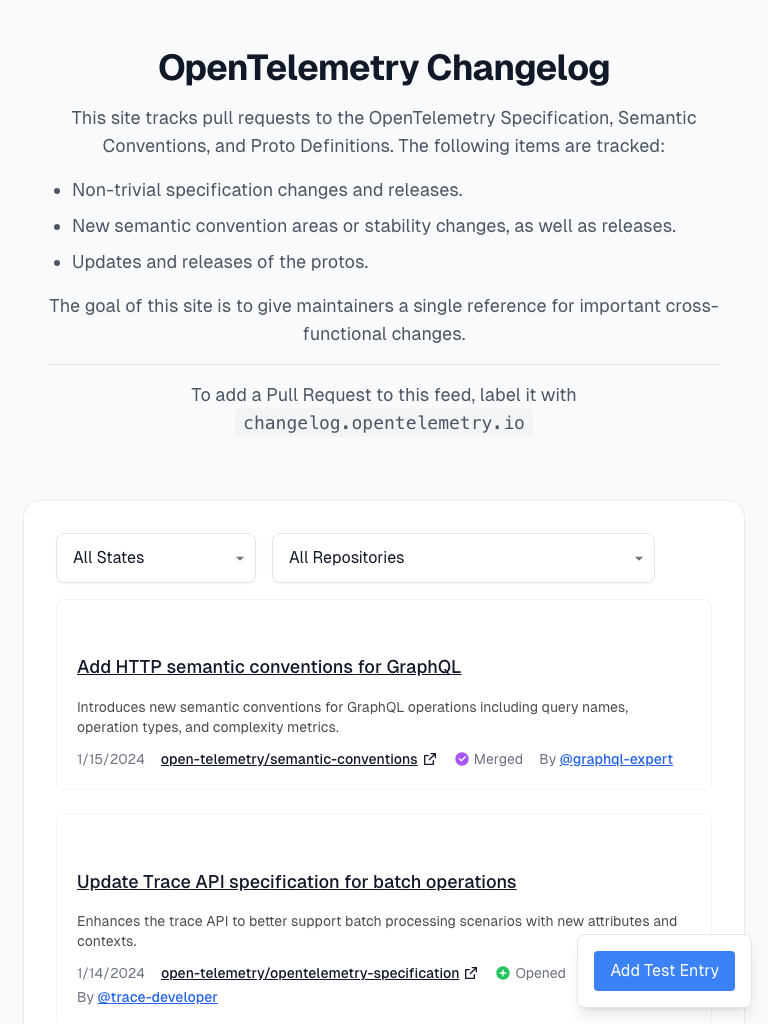 OpenTelemetry Changelog
This site tracks pull requests to the OpenTelemetry Specification, Semantic
Conventions, and Proto Definitions. The following items are tracked:
Non-trivial specification changes and releases.
New semantic convention areas or stability changes, as well as releases.
Updates and releases of the protos.
The goal of this site is to give maintainers a single reference for important cross-
functional changes.
To add a Pull Request to this feed, label it with
changelog.opentelemetry.io
All States
All Repositories
Add HTTP semantic conventions for GraphQL
Introduces new semantic conventions for GraphQL operations including query names,
operation types, and complexity metrics.
1/15/2024 open-telemetry/semantic-conventions Merged By @graphql-expert
Update Trace API specification for batch operations
Enhances the trace API to better support batch processing scenarios with new attributes and
contexts.
1/14/2024 open-telemetry/opentelemetry-specification Opened
By @trace-developer
Add Test Entry